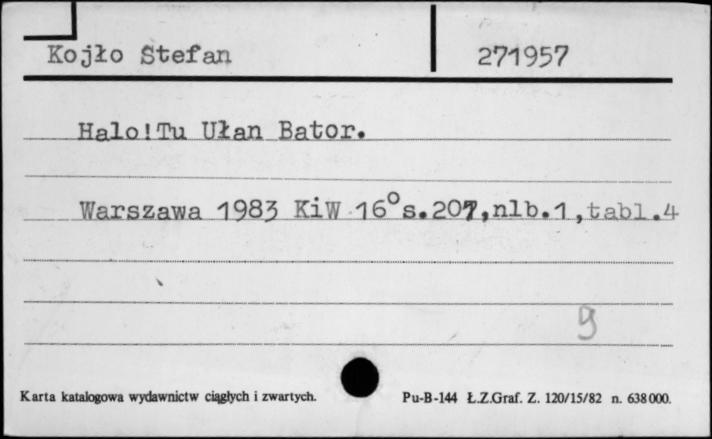 Kojło Stefan 271957
Halo!Tu Ułan Bator.
Warszawa 1983 KiW 16° s.207,nlb.1,tabl.4
9
Karta katalogowa wydawnictw ciągłych i zwartych. Pu-B-144 Ł.Z.Graf. Z. 120/15/82 n. 638000.